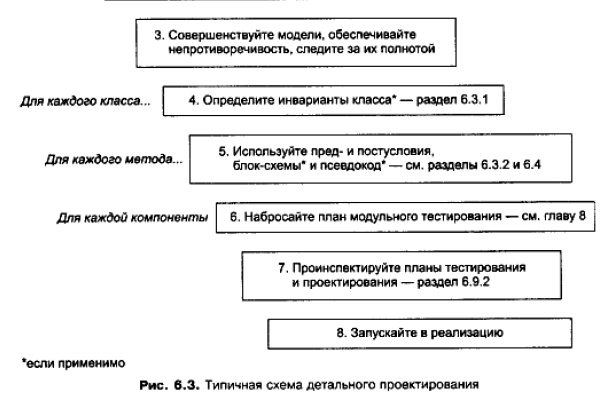 3. Совершенствуйте модели, обеспечивайте
непротиворечивость, следите за их полнотой
Для каждого класса... 4. Определите инварианты класса* — раздел 6.3.1
5. Используйте пред- и постусловия,
Для каждого метода... блок-схемы* и псевдокод* — см. разделы 6.3.2 и 6.4
Для каждой компоненты 6. Набросайте план модульного тестирования — см. главу 8
7. Проинспектируйте планы тестирования
и проектирования — раздел 6.9.2
8. Запускайте в реализацию
*если применимо
Рис. 6.3. Типичная схема детального проектирования